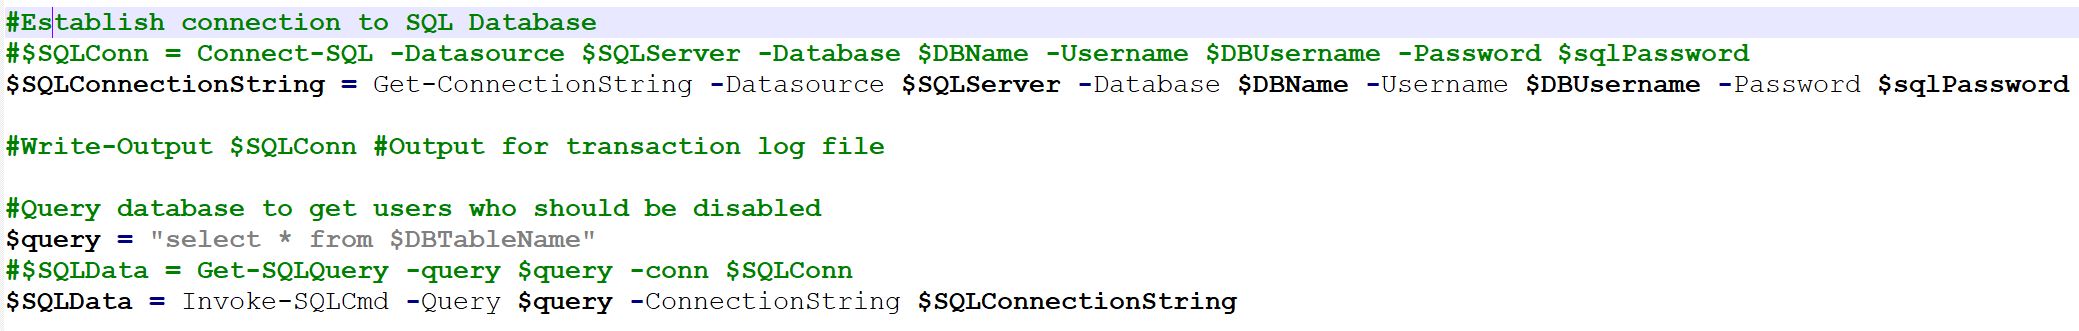 #Establish connection to SQL Database
#$SQLConn = Connect-SQL -Datasource $SQLServer -Database $DBName -Username $DBUsername -Password $sqlPassword
$SQLConnectionString = Get-ConnectionString -Datasource $SQLServer -Database $DBName -Username $DBUsername -Password $sqlPassword
#Write-Output $SQLConn #Output for transaction log file
#Query database to get users who should be disabled
$query = "select * from $DBTableName"
#$SQLData = Get-SQLQuery -query $query -conn $SQLConn
$SQLData = Invoke-SQLCmd -Query $query -ConnectionString $SQLConnectionString